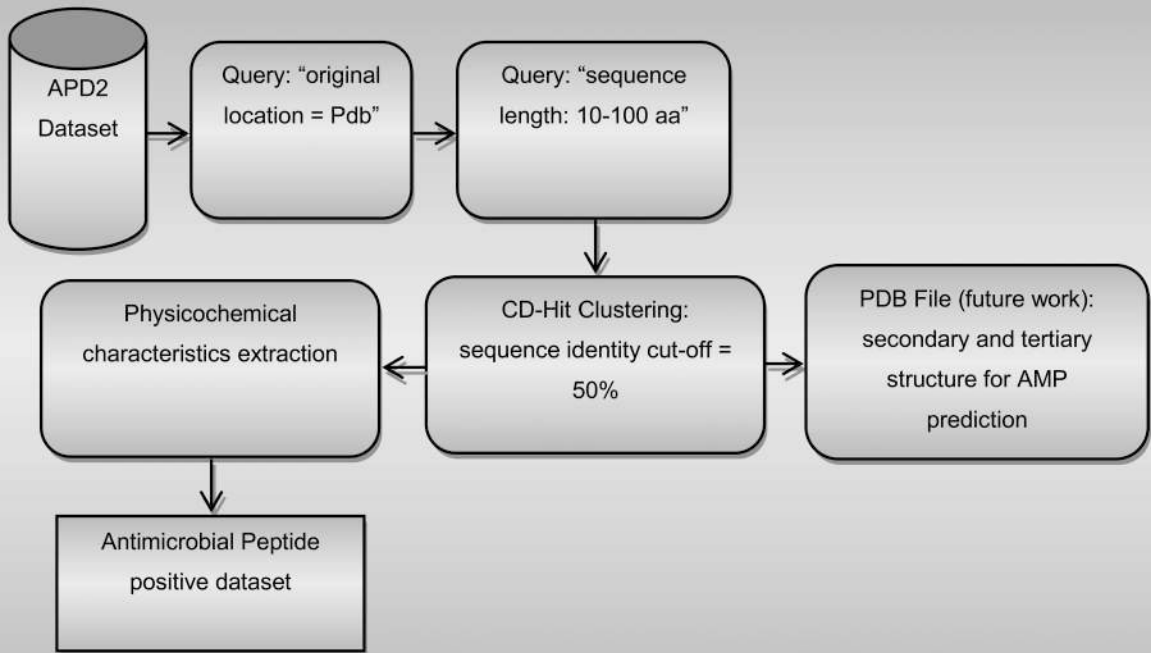 APD2
Dataset
Query: “original
location = Pdb”
Query: “sequence
length: 10-100 aa”
Physicochemical
characteristics extraction
CD-Hit Clustering:
sequence identity cut-off =
50%
PDB File (future work):
secondary and tertiary
structure for AMP
prediction
Antimicrobial Peptide
positive dataset